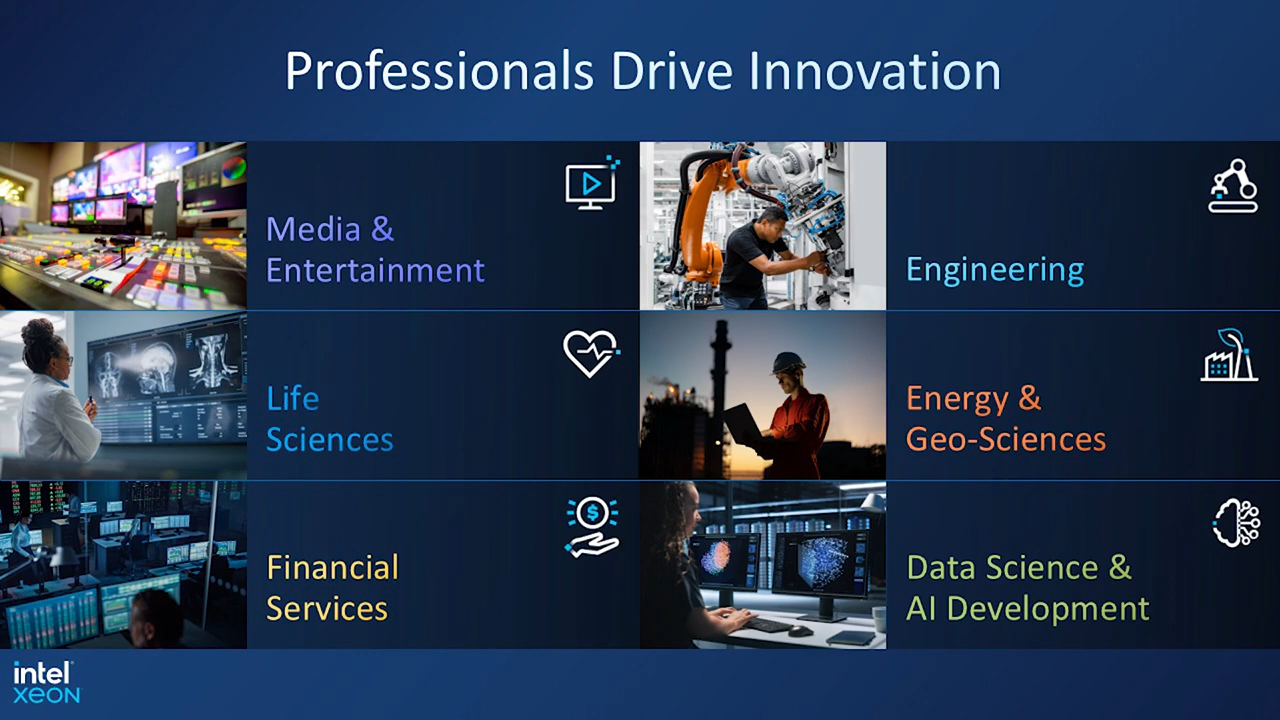 Professionals Drive Innovation
Media &
Entertainment
Engineering
Life
Sciences
Energy &
Geo-Sciences
$
Financial
Services
Data Science &
AI Development
intel
xeon